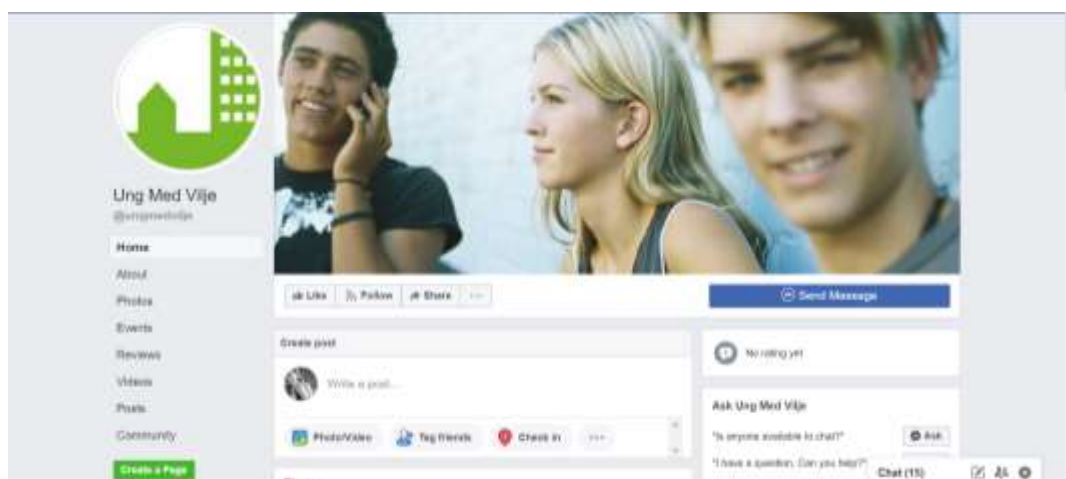 Ung Med Vilje
@ungmedvilje
Home
About
Photos
Events
Reviews
Videos
Posts
Community
Create a Page
Like Follow Share ...
Send Message
Create post
Write a post...
Photo/Video Tag friends Check in ...
No rating yet
Ask Ung Med Vilje
"Is anyone available to chat?" Ask
"I have a question. Can you help?"
Chat (15)